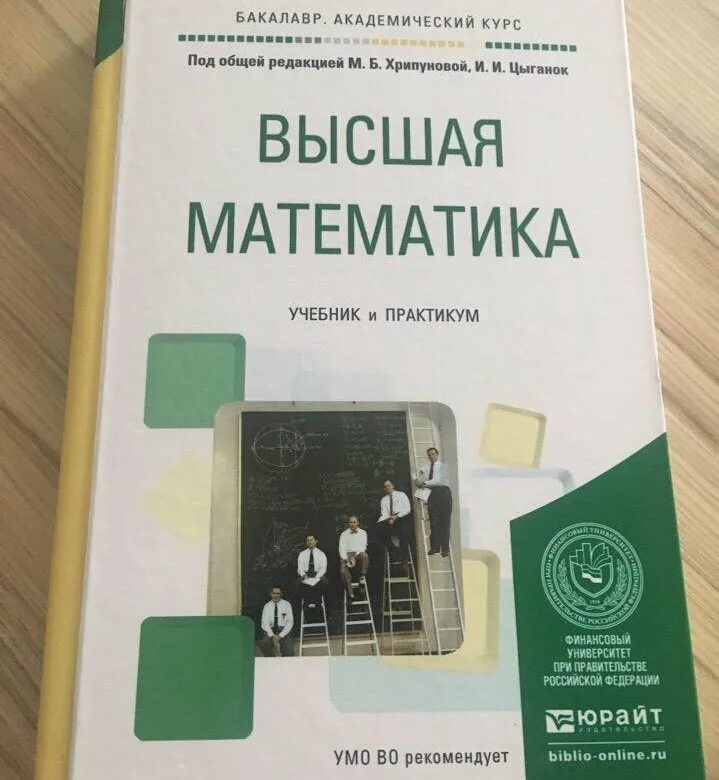 БАКАЛАВР. АКАДЕМИЧЕСКИЙ КУРС
Под общей редакцией М. Б. Хрипуновой, И. И. Цыганок
ВЫСШАЯ
МАТЕМАТИКА
УЧЕБНИК и ПРАКТИКУМ
ФИНАНСОВЫЙ
УНИВЕРСИТЕТ
ПРИ ПРАВИТЕЛЬСТВЕ
РОССИЙСКОЙ ФЕДЕРАЦИИ
ЮРАЙТ
издательство
biblio-online.ru
УМО ВО рекомендует